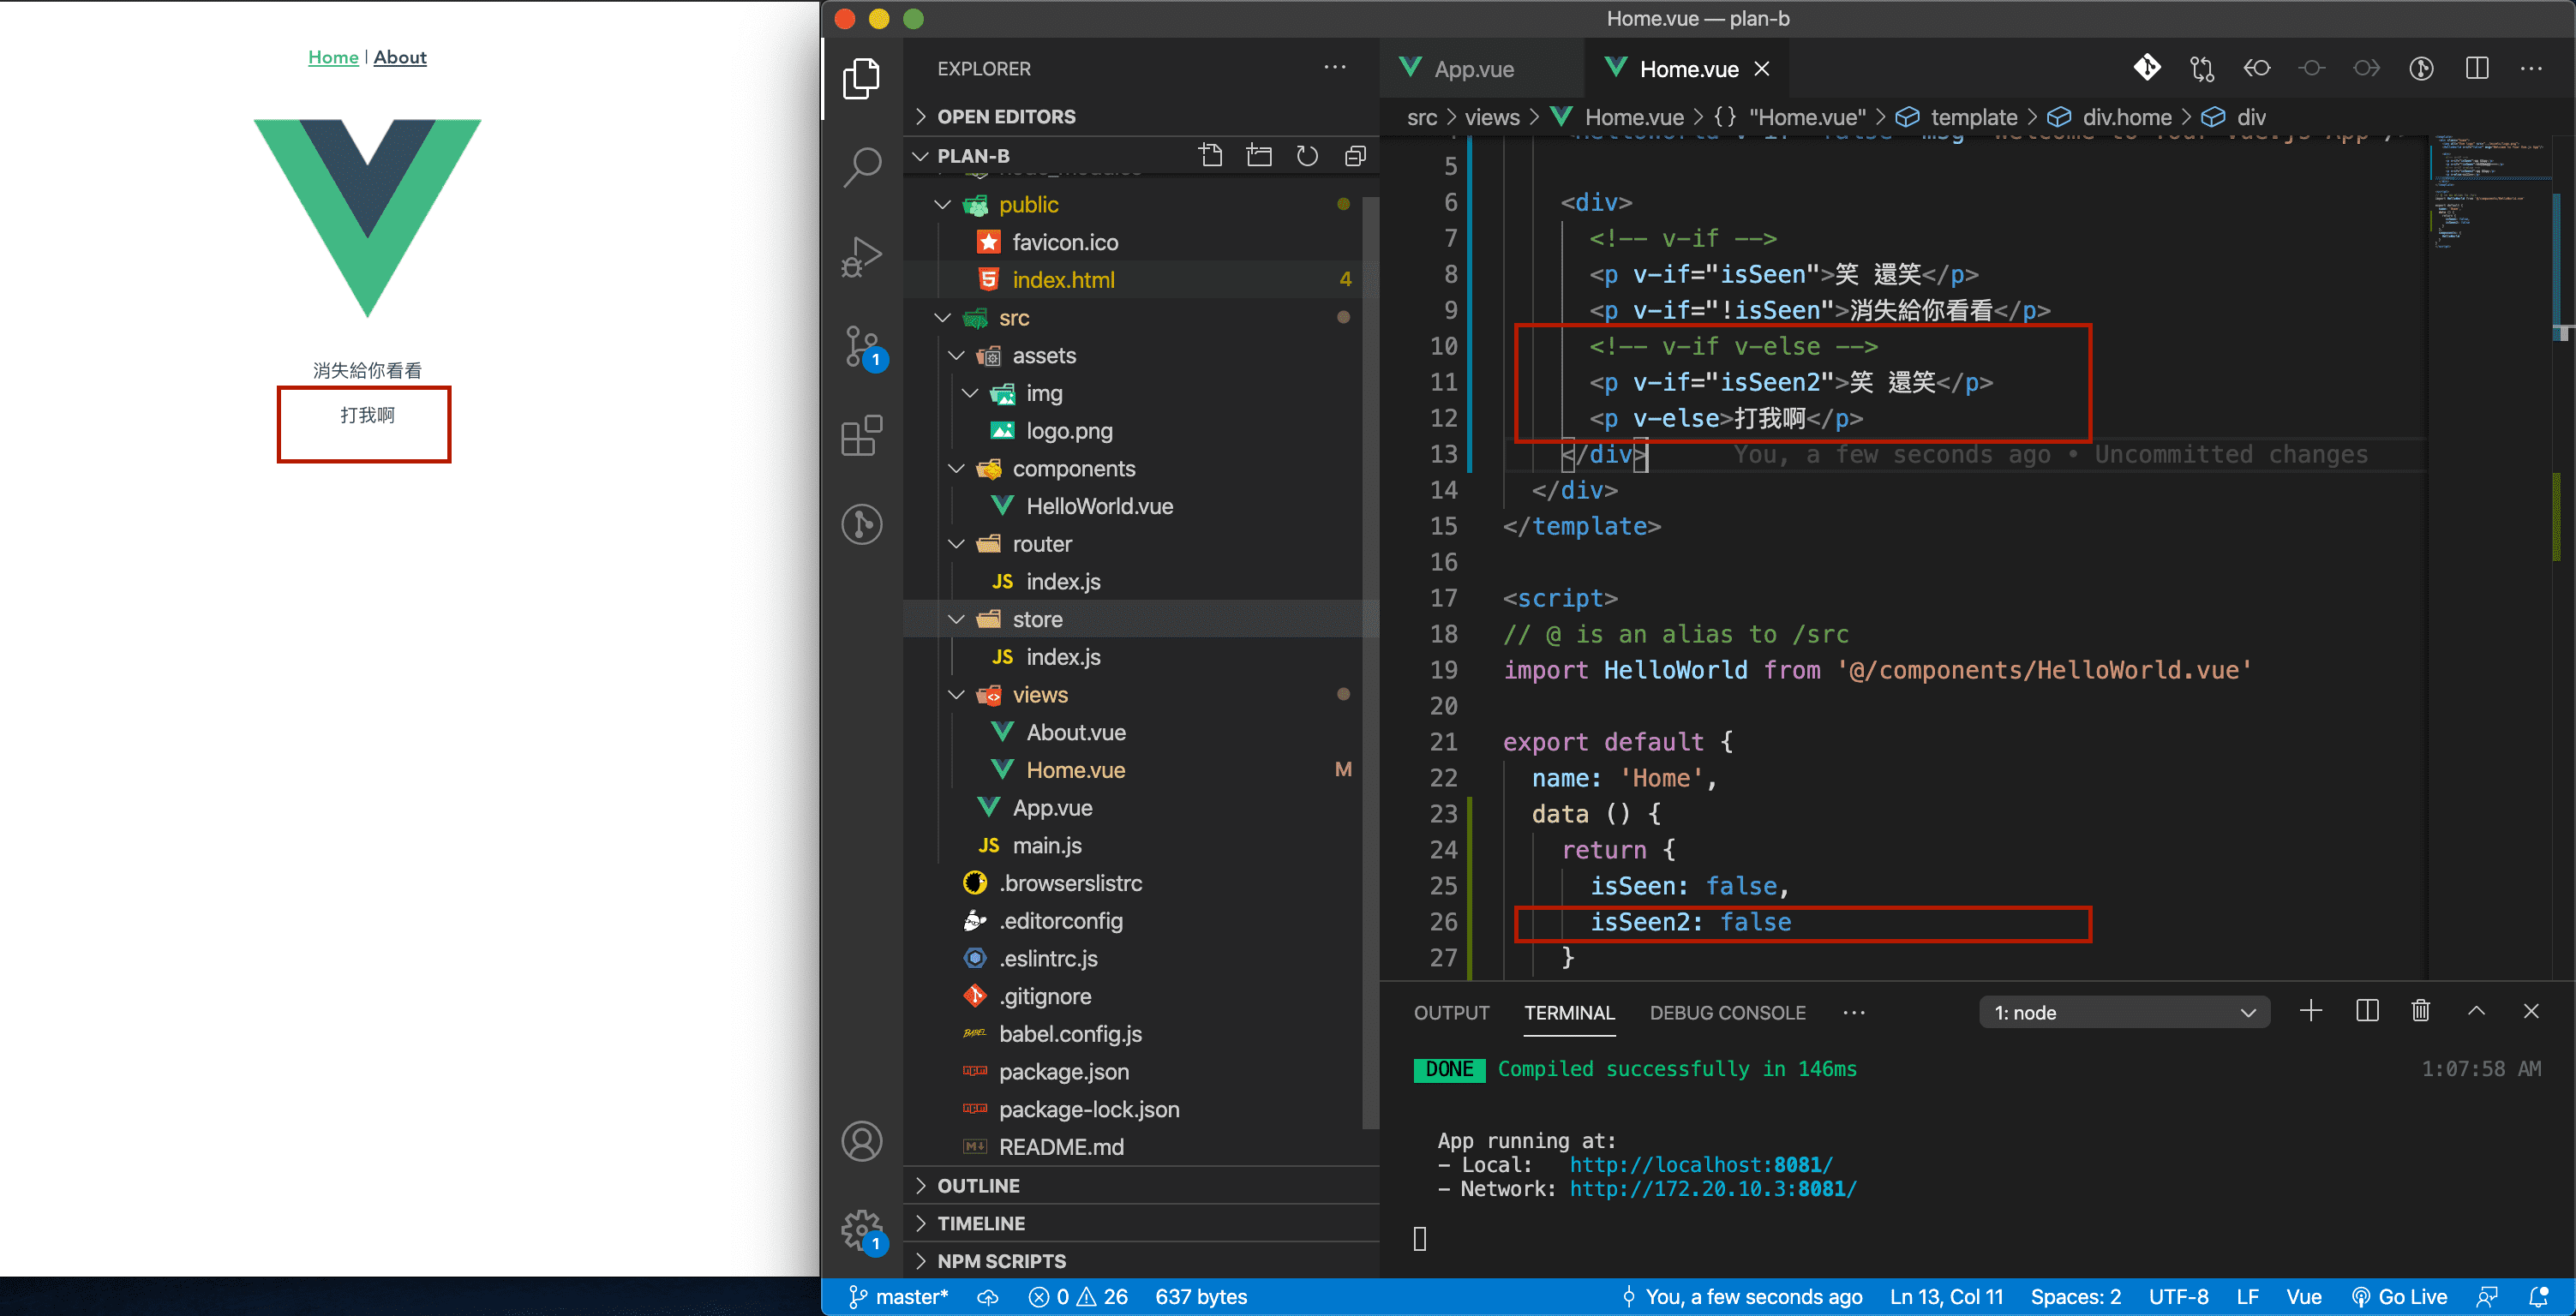 Home | About
消失給你看看
打我啊
Home.vue — plan-b
EXPLORER
OPEN EDITORS
PLAN-B
node_modules
public
favicon.ico
index.html 4
src
assets
img
logo.png
components
HelloWorld.vue
router
JS index.js
store
JS index.js
views
About.vue
Home.vue M
App.vue
JS main.js
.browserslistrc
.editorconfig
.eslintrc.js
.gitignore
babel.config.js
package.json
package-lock.json
README.md
OUTLINE
TIMELINE
NPM SCRIPTS
1
1
App.vue
Home.vue
src > views > Home.vue > {} "Home.vue" > template > div.home > div
5
6 <div>
7 <!-- v-if -->
8 <p v-if="isSeen">笑 還笑</p>
9 <p v-if="!isSeen">消失給你看看</p>
10 <!-- v-if v-else -->
11 <p v-if="isSeen2">笑 還笑</p>
12 <p v-else>打我啊</p>
13 </div> You, a few seconds ago • Uncommitted changes
14 </div>
15 </template>
16
17 <script>
18 // @ is an alias to /src
19 import HelloWorld from '@/components/HelloWorld.vue'
20
21 export default {
22 name: 'Home',
23 data () {
24 return {
25 isSeen: false,
26 isSeen2: false
27 }
OUTPUT TERMINAL DEBUG CONSOLE ··· 1: node
DONE Compiled successfully in 146ms 1:07:58 AM
App running at:
- Local: http://localhost:8081/
- Network: http://172.20.10.3:8081/
master* 0 26 637 bytes You, a few seconds ago Ln 13, Col 11 Spaces: 2 UTF-8 LF Vue Go Live